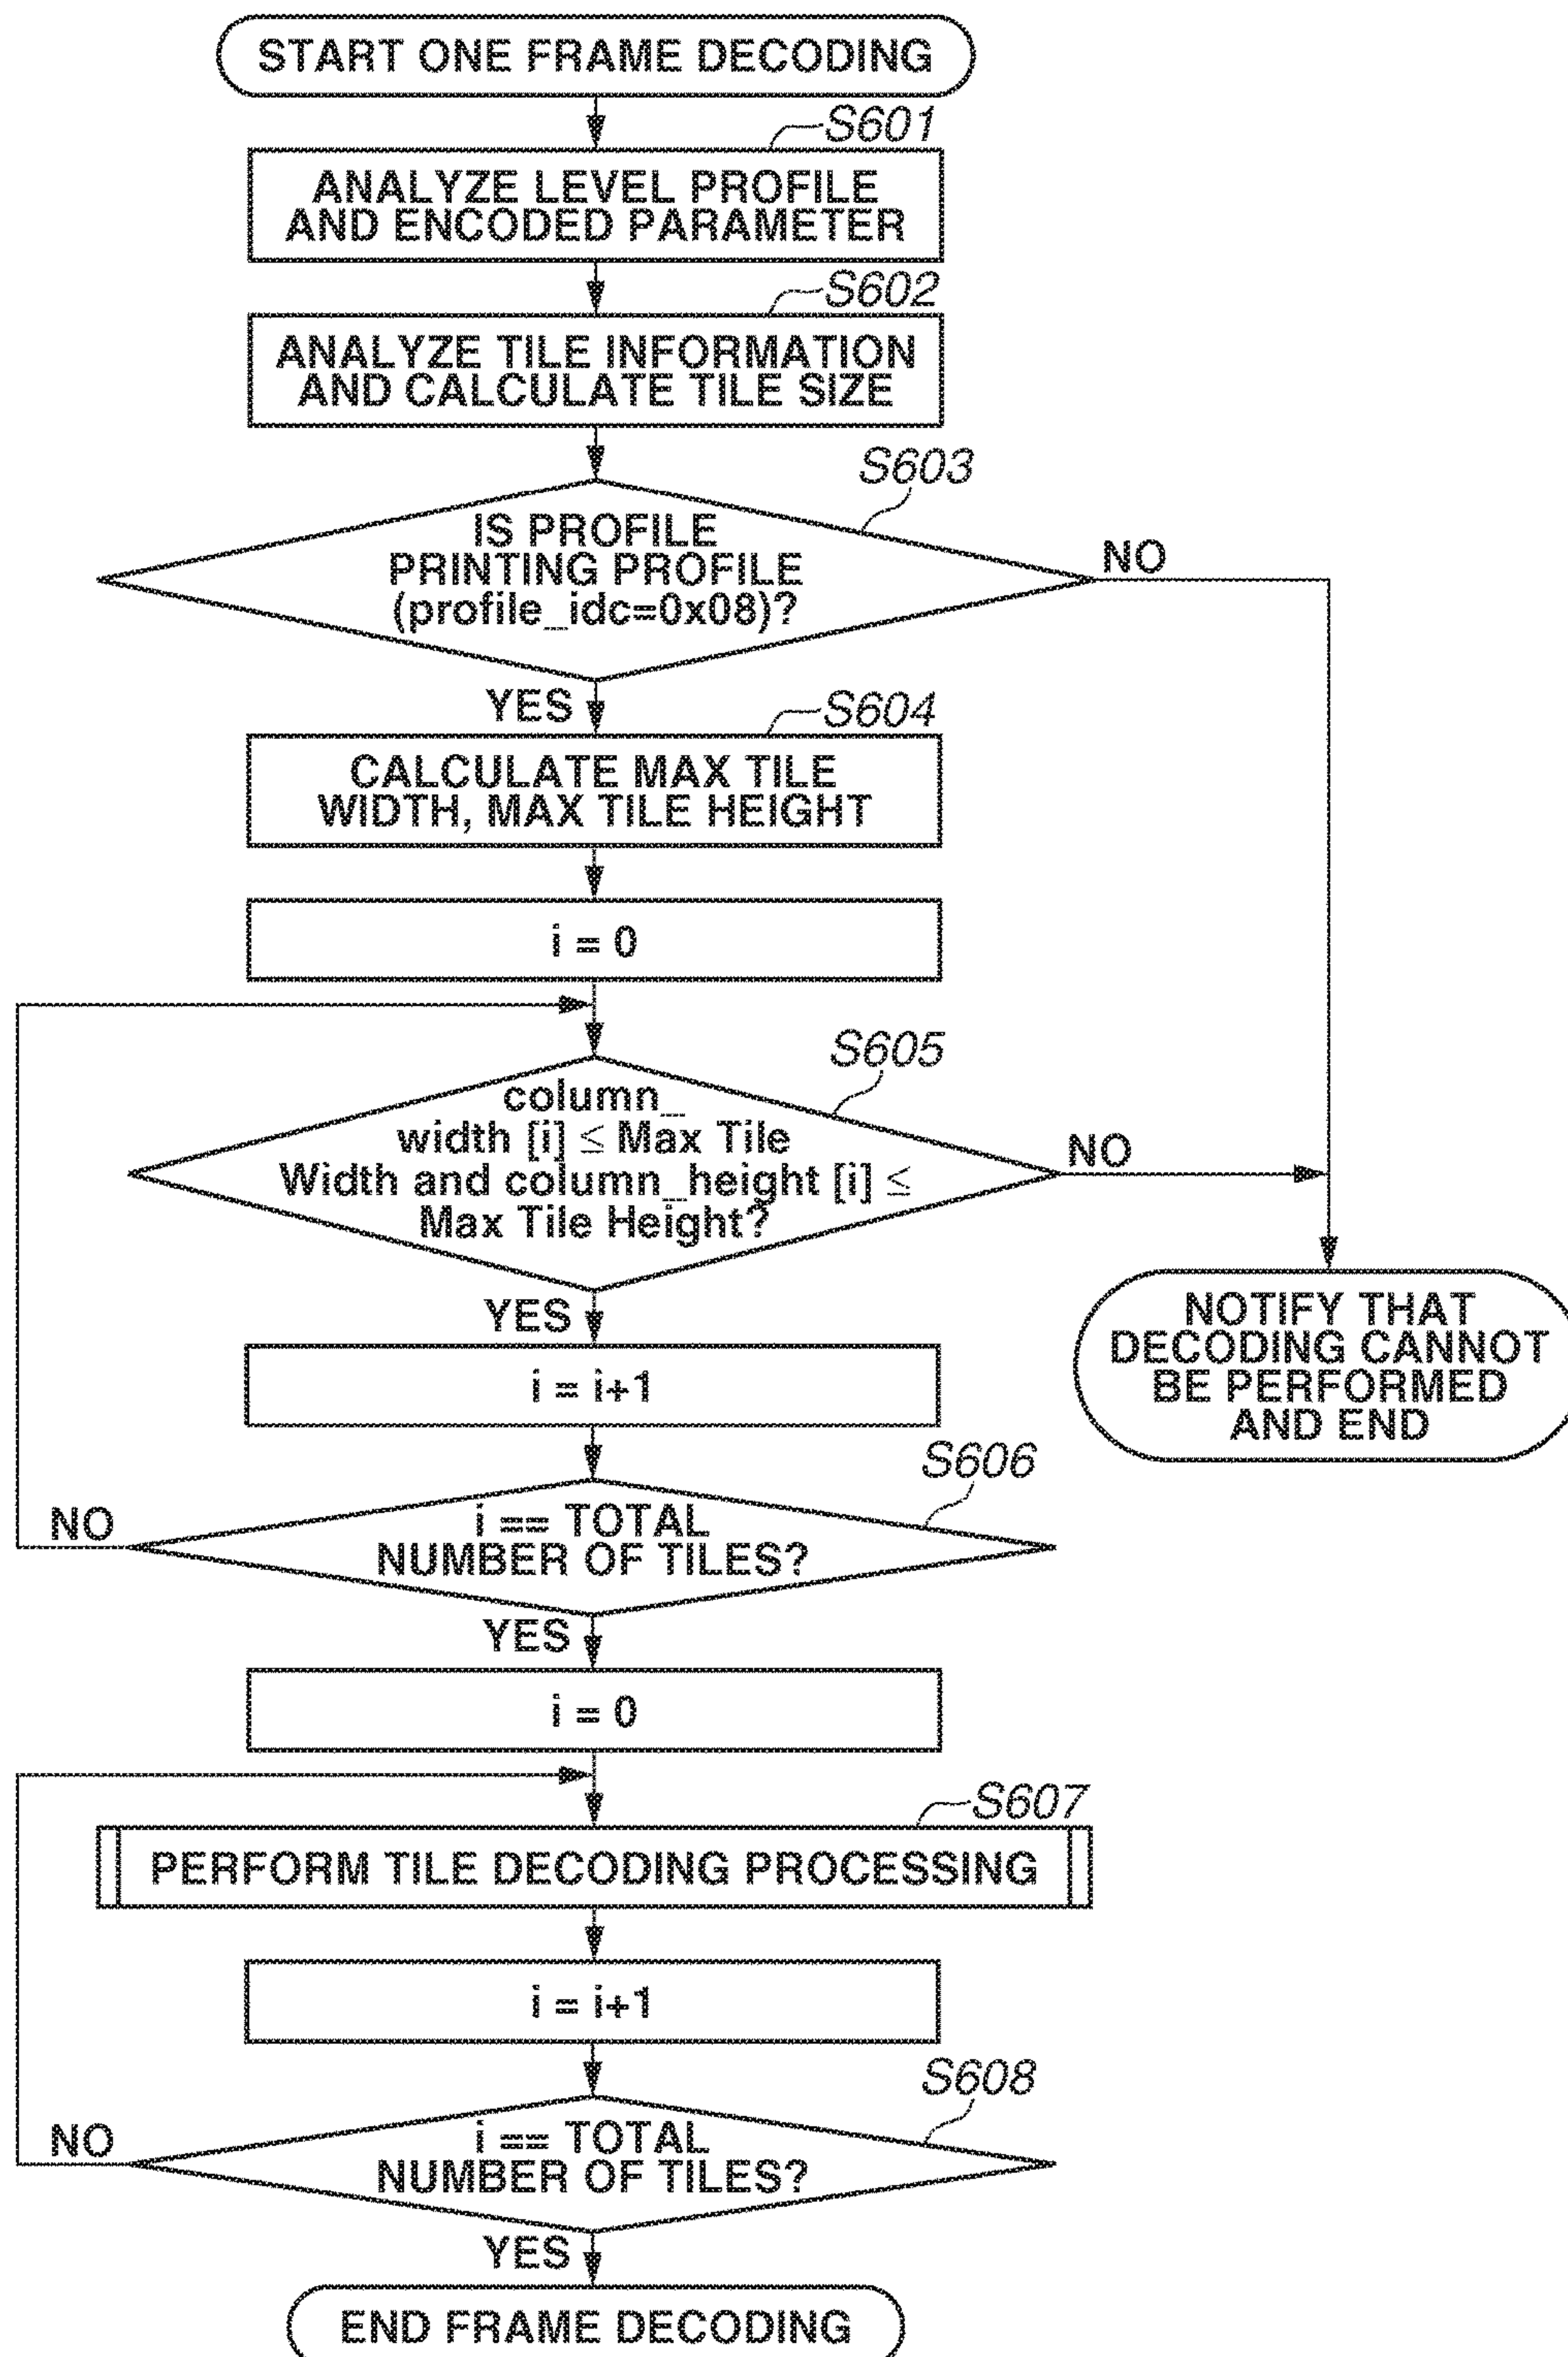 START ONE FRAME DECODING
S601
ANALYZE LEVEL PROFILE
AND ENCODED PARAMETER
S602
ANALYZE TILE INFORMATION
AND CALCULATE TILE SIZE
S603
IS PROFILE
PRINTING PROFILE
(profile_idc=0x08)?
NO
YES
S604
CALCULATE MAX TILE
WIDTH, MAX TILE HEIGHT
i = 0
S605
column_
width [i] ≤ Max Tile
Width and column_height [i] ≤
Max Tile Height?
NO
YES
NOTIFY THAT
DECODING CANNOT
BE PERFORMED
AND END
i = i+1
S606
i == TOTAL
NUMBER OF TILES?
NO
YES
i = 0
S607
PERFORM TILE DECODING PROCESSING
i = i+1
S608
i == TOTAL
NUMBER OF TILES?
NO
YES
END FRAME DECODING